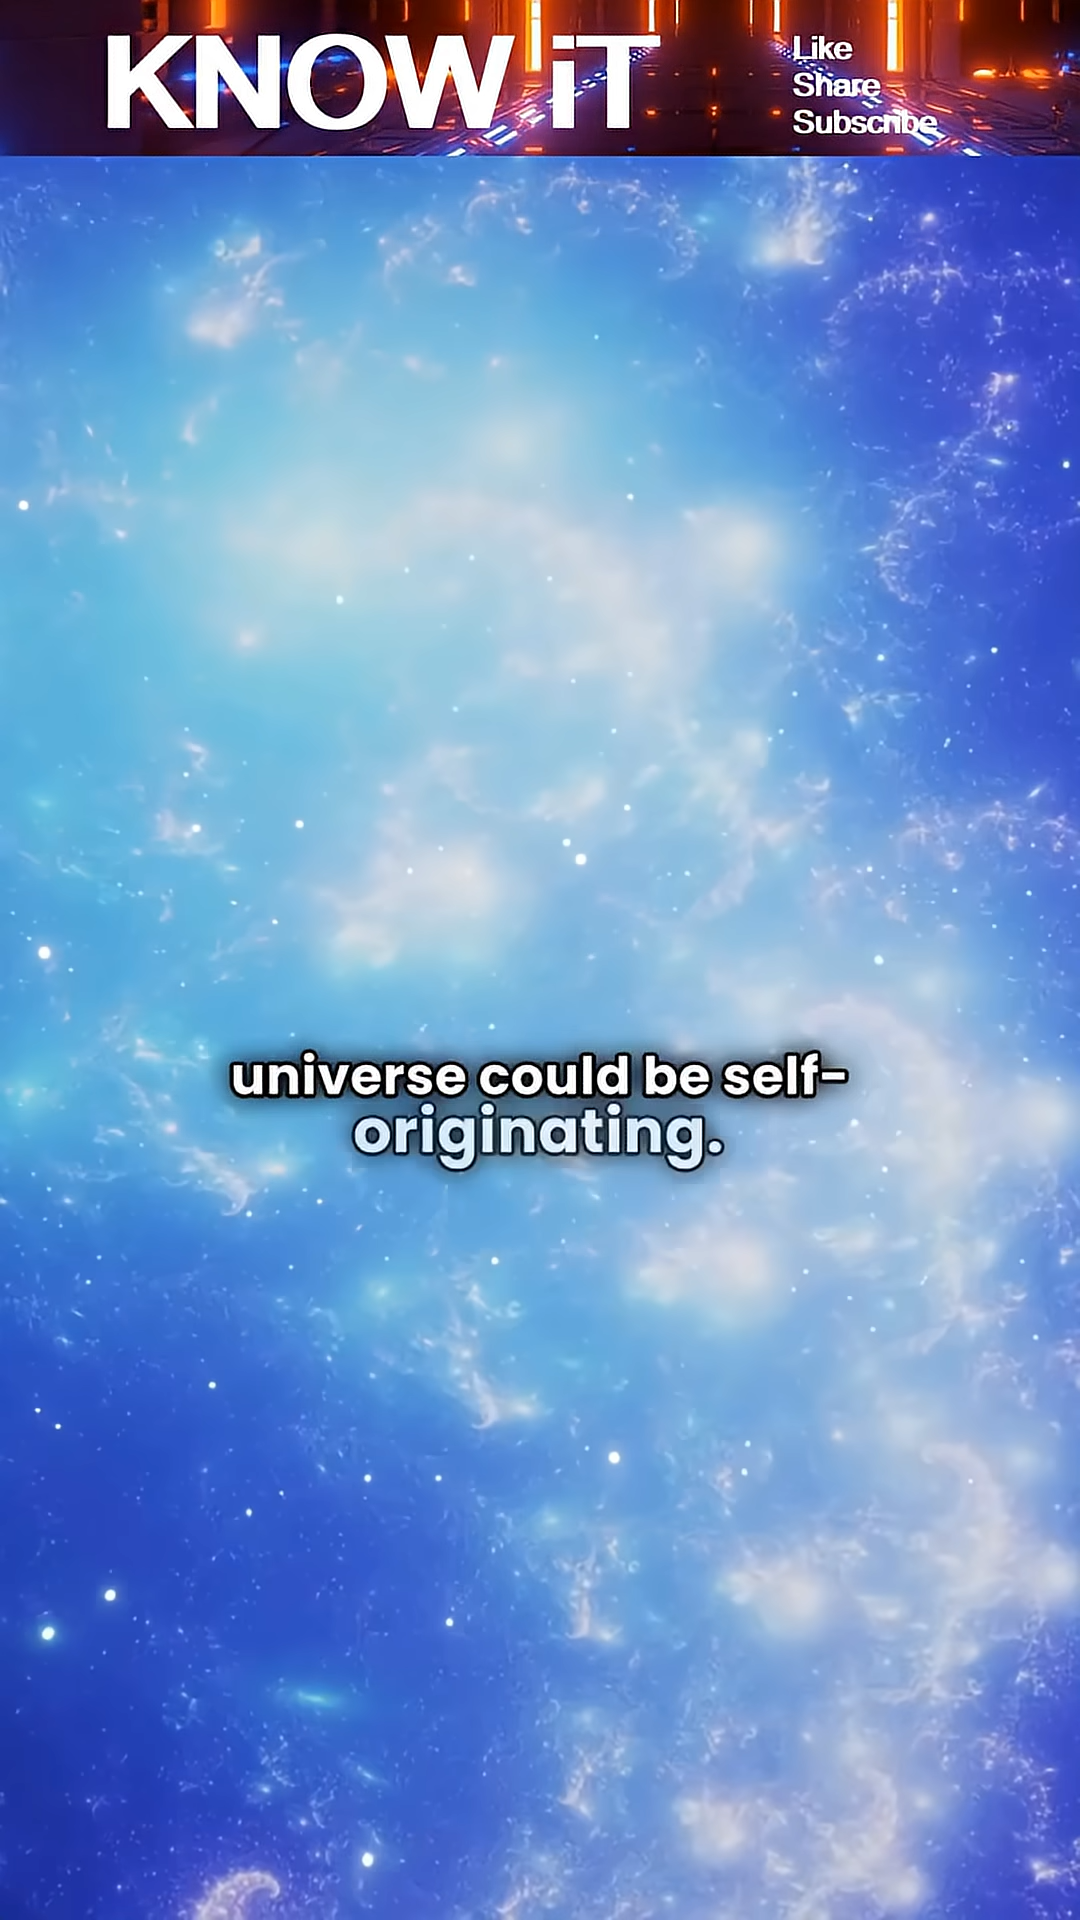 KNOW iT
Like
Share
Subscribe
universe could be self-
originating.